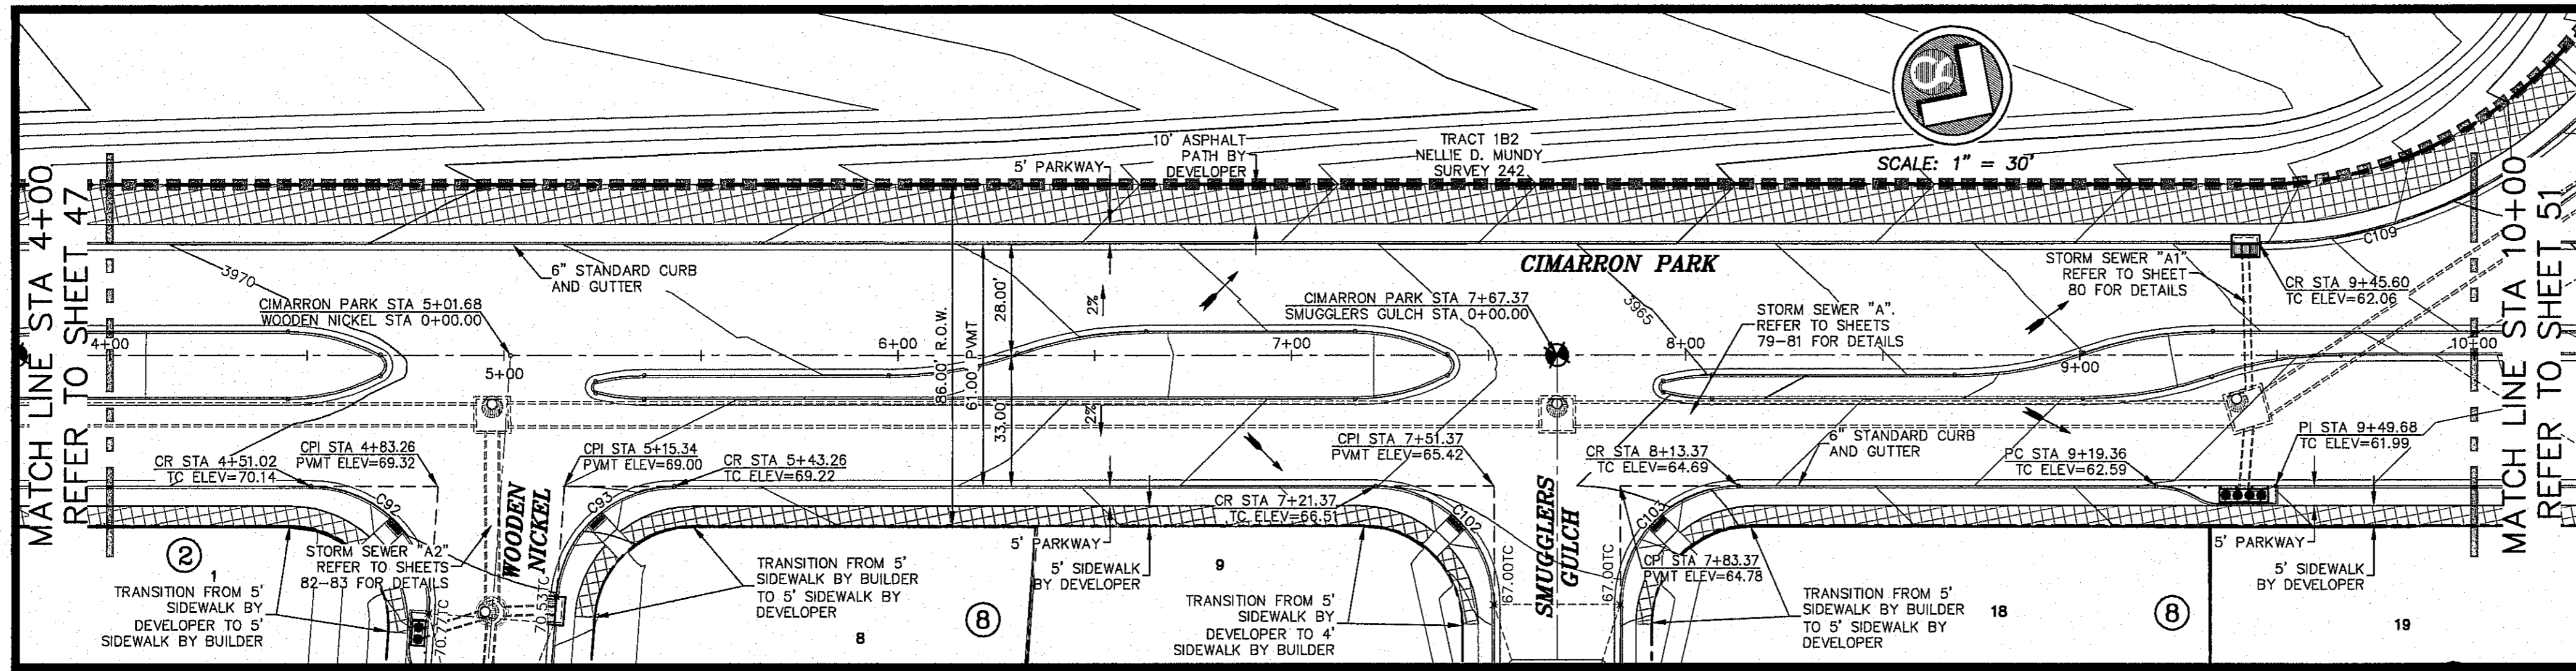 MATCH LINE STA 4+00
REFER TO SHEET 47
10' ASPHALT
PATH BY
DEVELOPER
5' PARKWAY
TRACT 1B2
NELLIE D. MUNDY
SURVEY 242
SCALE: 1" = 30'
3970
6" STANDARD CURB
AND GUTTER
CIMARRON PARK STA 5+01.68
WOODEN NICKEL STA 0+00.00
86.00' R.O.W.
61.00' PVMT
28.00'
33.00'
2%
2%
CIMARRON PARK
CIMARRON PARK STA 7+67.37
SMUGGLERS GULCH STA 0+00.00
3965
STORM SEWER "A".
REFER TO SHEETS
79-81 FOR DETAILS
STORM SEWER "A1"
REFER TO SHEET
80 FOR DETAILS
CR STA 9+45.60
TC ELEV=62.06
C109
4+00
5+00
6+00
7+00
8+00
9+00
10+00
CR STA 4+51.02
TC ELEV=70.14
CPI STA 4+83.26
PVMT ELEV=69.32
CPI STA 5+15.34
PVMT ELEV=69.00
CR STA 5+43.26
TC ELEV=69.22
CR STA 7+21.37
TC ELEV=66.51
CPI STA 7+51.37
PVMT ELEV=65.42
CR STA 8+13.37
TC ELEV=64.69
6" STANDARD CURB
AND GUTTER
PC STA 9+19.36
TC ELEV=62.59
PI STA 9+49.68
TC ELEV=61.99
C92
C93
C102
C103
WOODEN
NICKEL
SMUGGLERS
GULCH
2
1
TRANSITION FROM 5'
SIDEWALK BY
DEVELOPER TO 5'
SIDEWALK BY BUILDER
STORM SEWER "A2"
REFER TO SHEETS
82-83 FOR DETAILS
70.77TC
70.53TC
TRANSITION FROM 5'
SIDEWALK BY BUILDER
TO 5' SIDEWALK BY
DEVELOPER
8
8
5' PARKWAY
5' SIDEWALK
BY DEVELOPER
9
TRANSITION FROM 5'
SIDEWALK BY
DEVELOPER TO 4'
SIDEWALK BY BUILDER
67.00TC
67.00TC
CPI STA 7+83.37
PVMT ELEV=64.78
TRANSITION FROM 5'
SIDEWALK BY BUILDER
TO 5' SIDEWALK BY
DEVELOPER
18
8
5' PARKWAY
5' SIDEWALK
BY DEVELOPER
19
MATCH LINE STA 10+00
REFER TO SHEET 51